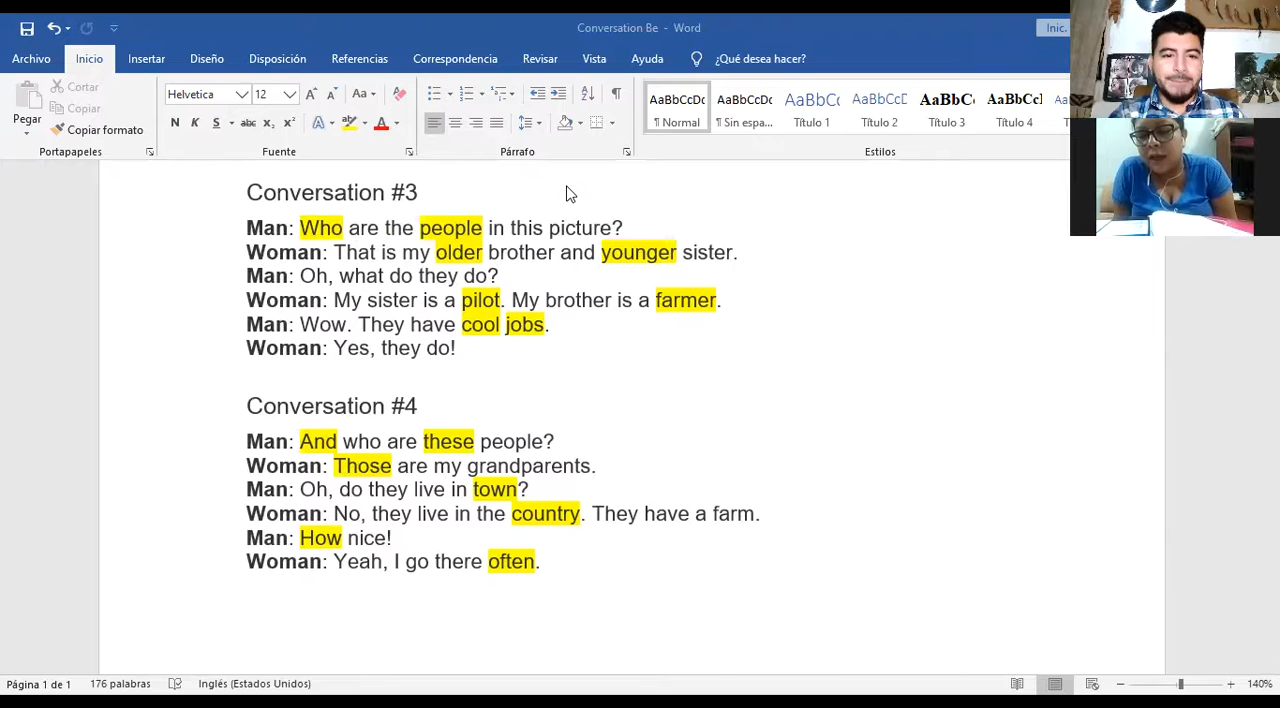 Conversation Be - Word
Inic.
Archivo Inicio Insertar Diseño Disposición Referencias Correspondencia Revisar Vista Ayuda ¿Qué desea hacer?
Pegar
Cortar
Copiar
Copiar formato
Helvetica 12
AaBbCcDc AaBbCcDc AaBbCc AaBbCcD AaBbCc AaBbCcI
¶ Normal ¶ Sin espa... Título 1 Título 2 Título 3 Título 4
Portapapeles Fuente Párrafo Estilos
Conversation #3
Man: Who are the people in this picture?
Woman: That is my older brother and younger sister.
Man: Oh, what do they do?
Woman: My sister is a pilot. My brother is a farmer.
Man: Wow. They have cool jobs.
Woman: Yes, they do!
Conversation #4
Man: And who are these people?
Woman: Those are my grandparents.
Man: Oh, do they live in town?
Woman: No, they live in the country. They have a farm.
Man: How nice!
Woman: Yeah, I go there often.
Página 1 de 1 176 palabras Inglés (Estados Unidos) 140%